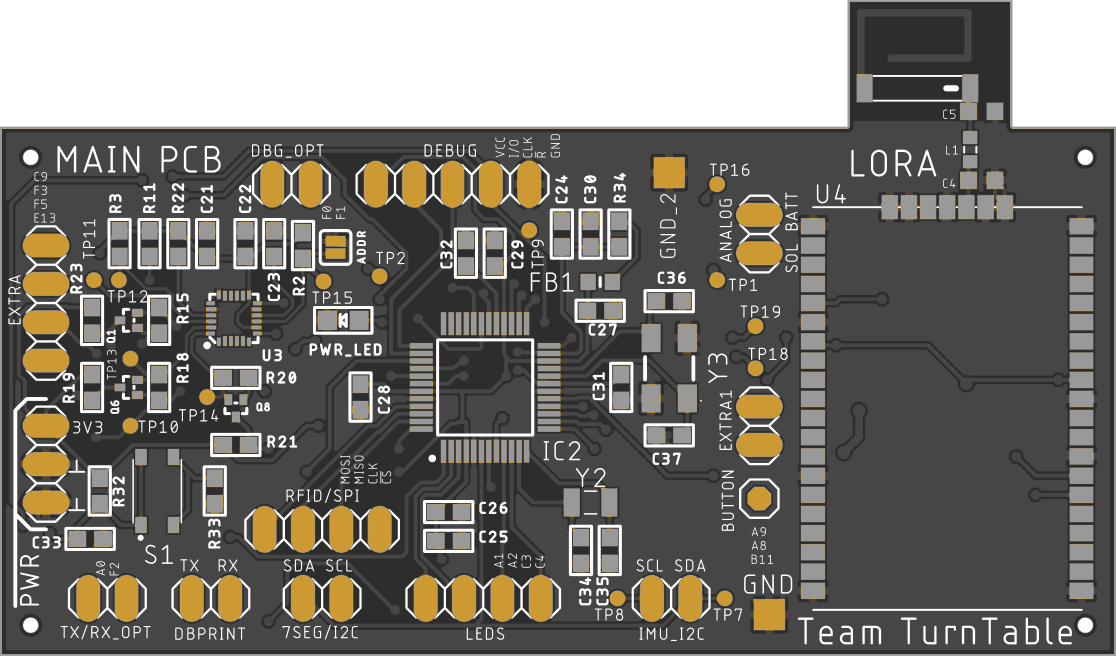 C5
L1
C4
MAIN PCB
DBG_OPT
DEBUG
VCC
I/O
CLK
R
GND
LORA
U4
C9
F3
F5
E13
EXTRA
TP11
R3
R11
R22
C21
C22
C23
R2
F0
F1
ADDR
TP2
TP15
C32
C29
TP9
C24
C30
R34
FB1
C27
GND_2
C36
TP16
ANALOG
SOL BATT
TP1
TP19
TP18
Y3
R23
TP12
Q1
R15
TP13
R19
Q6
R18
U3
PWR_LED
R20
Q8
TP14
TP10
R21
C28
C31
C37
EXTRA1
IC2
Y2
3V3
R32
C33
S1
R33
MOSI
MISO
CLK
CS
RFID/SPI
C26
C25
C34
C35
BUTTON
A9
A8
B11
GND
PWR
A0
F2
TX/RX_OPT
TX RX
DBPRINT
SDA SCL
7SEG/I2C
A1
A2
C3
C4
LEDS
TP8
SCL SDA
IMU_I2C
TP7
Team TurnTable